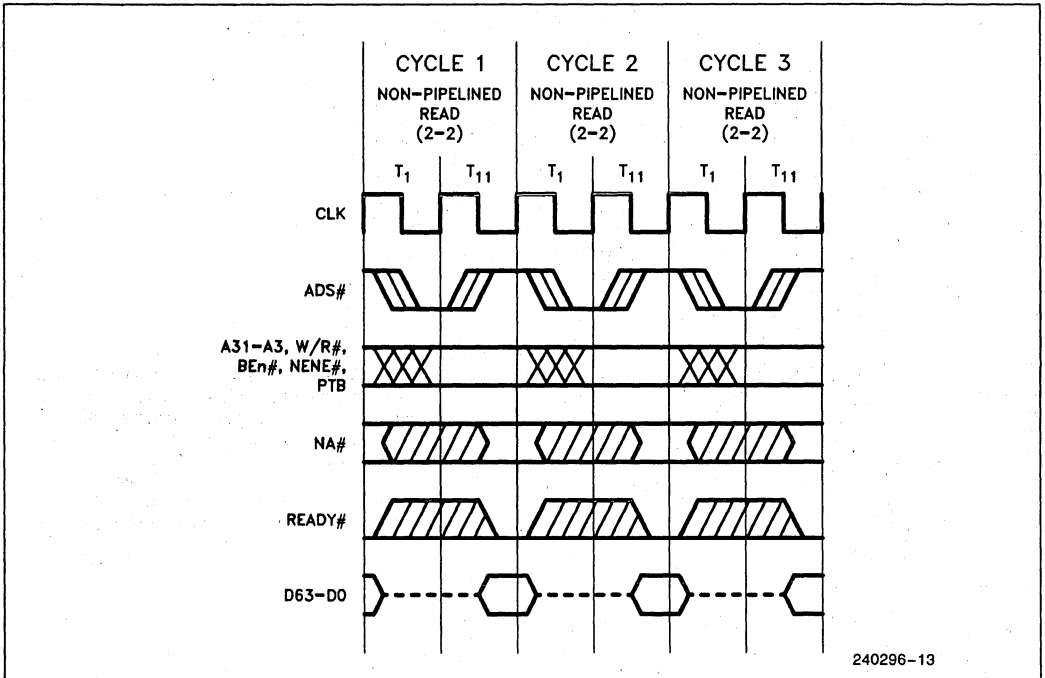 CYCLE 1 CYCLE 2 CYCLE 3
NON-PIPELINED NON-PIPELINED NON-PIPELINED
READ READ READ
(2-2) (2-2) (2-2)
T1 T11 T1 T11 T1 T11
CLK
ADS#
A31-A3, W/R#,
BEn#, NENE#,
PTB
NA#
READY#
D63-D0
240296-13